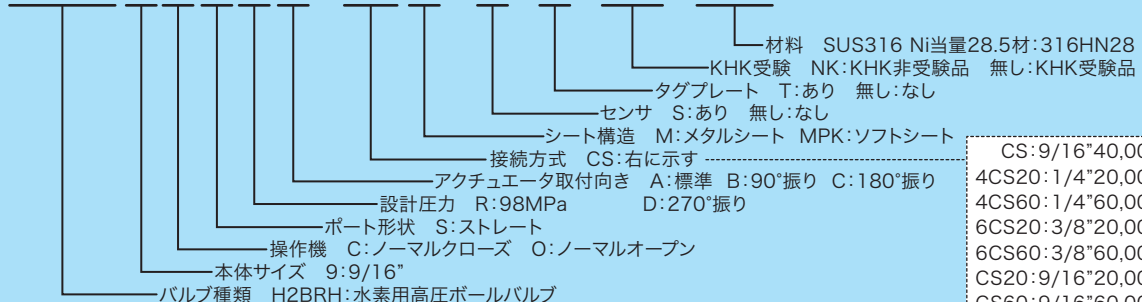 材料 SUS316 Ni当量28.5材:316HN28
KHK受験 NK:KHK非受験品 無し:KHK受験品
タグプレート T:あり 無し:なし
センサ S:あり 無し:なし
シート構造 M:メタルシート MPK:ソフトシート
接続方式 CS:右に示す
アクチュエータ取付向き A:標準 B:90°振り C:180°振り
設計圧力 R:98MPa D:270°振り
ポート形状 S:ストレート
操作機 C:ノーマルクローズ O:ノーマルオープン
本体サイズ 9:9/16”
バルブ種類 H2BRH:水素用高圧ボールバルブ
CS:9/16”40,00
4CS20:1/4”20,00
4CS60:1/4”60,00
6CS20:3/8”20,00
6CS60:3/8”60,00
CS20:9/16”20,00
CS60:9/16”60,00